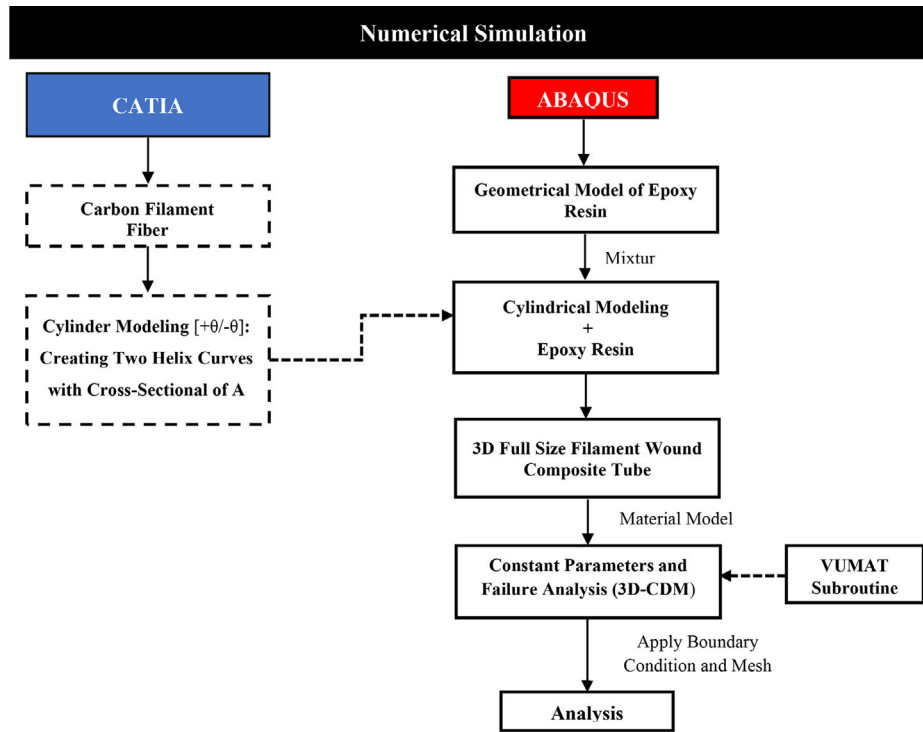 Numerical Simulation
CATIA
Carbon Filament
Fiber
Cylinder Modeling [+θ/-θ]:
Creating Two Helix Curves
with Cross-Sectional of A
ABAQUS
Geometrical Model of Epoxy
Resin
Mixtur
Cylindrical Modeling
+
Epoxy Resin
3D Full Size Filament Wound
Composite Tube
Material Model
Constant Parameters and
Failure Analysis (3D-CDM)
VUMAT
Subroutine
Apply Boundary
Condition and Mesh
Analysis